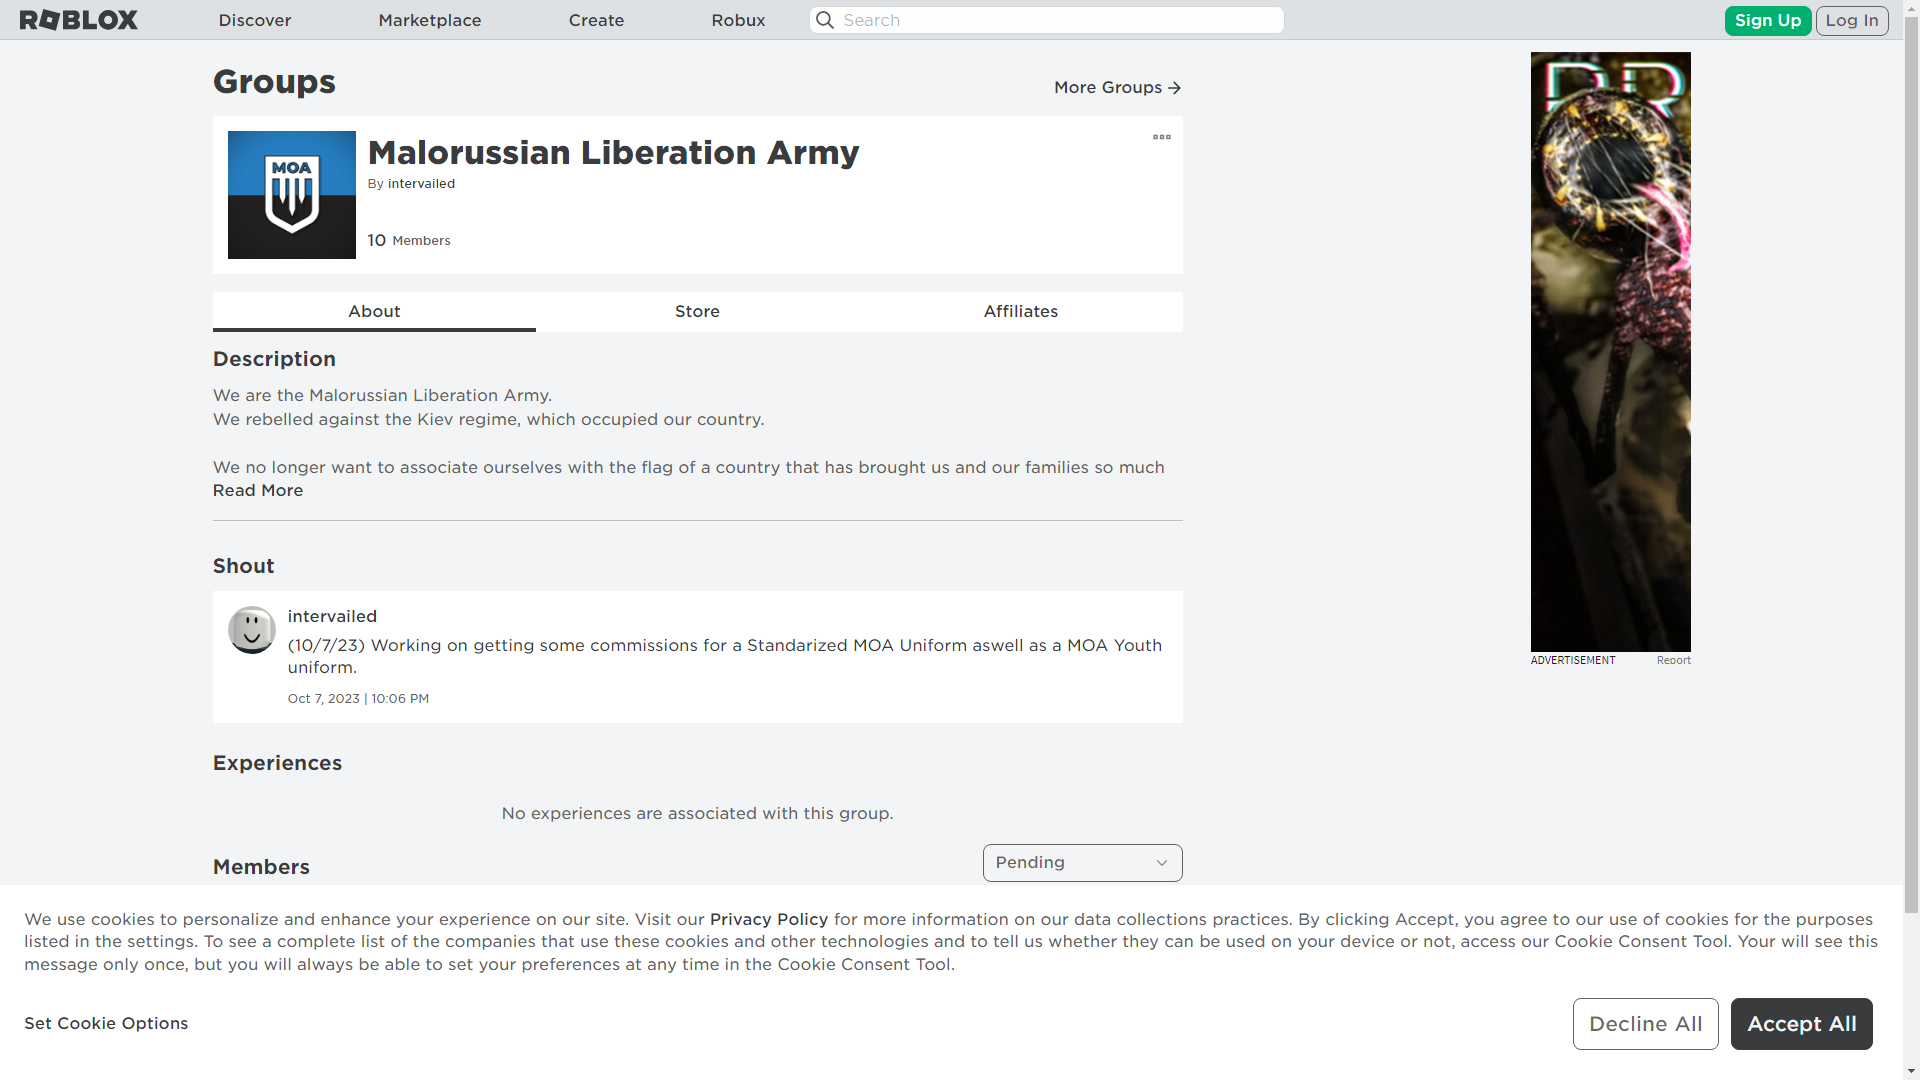 ROBLOX Discover Marketplace Create Robux Search Sign Up Log In
Groups
More Groups
MOA
Malorussian Liberation Army
By intervailed
10 Members
About Store Affiliates
Description
We are the Malorussian Liberation Army.
We rebelled against the Kiev regime, which occupied our country.
We no longer want to associate ourselves with the flag of a country that has brought us and our families so much
Read More
Shout
intervailed
(10/7/23) Working on getting some commissions for a Standarized MOA Uniform aswell as a MOA Youth
uniform.
Oct 7, 2023 | 10:06 PM
Experiences
No experiences are associated with this group.
Members
Pending
DR
ADVERTISEMENT Report
We use cookies to personalize and enhance your experience on our site. Visit our Privacy Policy for more information on our data collections practices. By clicking Accept, you agree to our use of cookies for the purposes
listed in the settings. To see a complete list of the companies that use these cookies and other technologies and to tell us whether they can be used on your device or not, access our Cookie Consent Tool. Your will see this
message only once, but you will always be able to set your preferences at any time in the Cookie Consent Tool.
Set Cookie Options
Decline All
Accept All